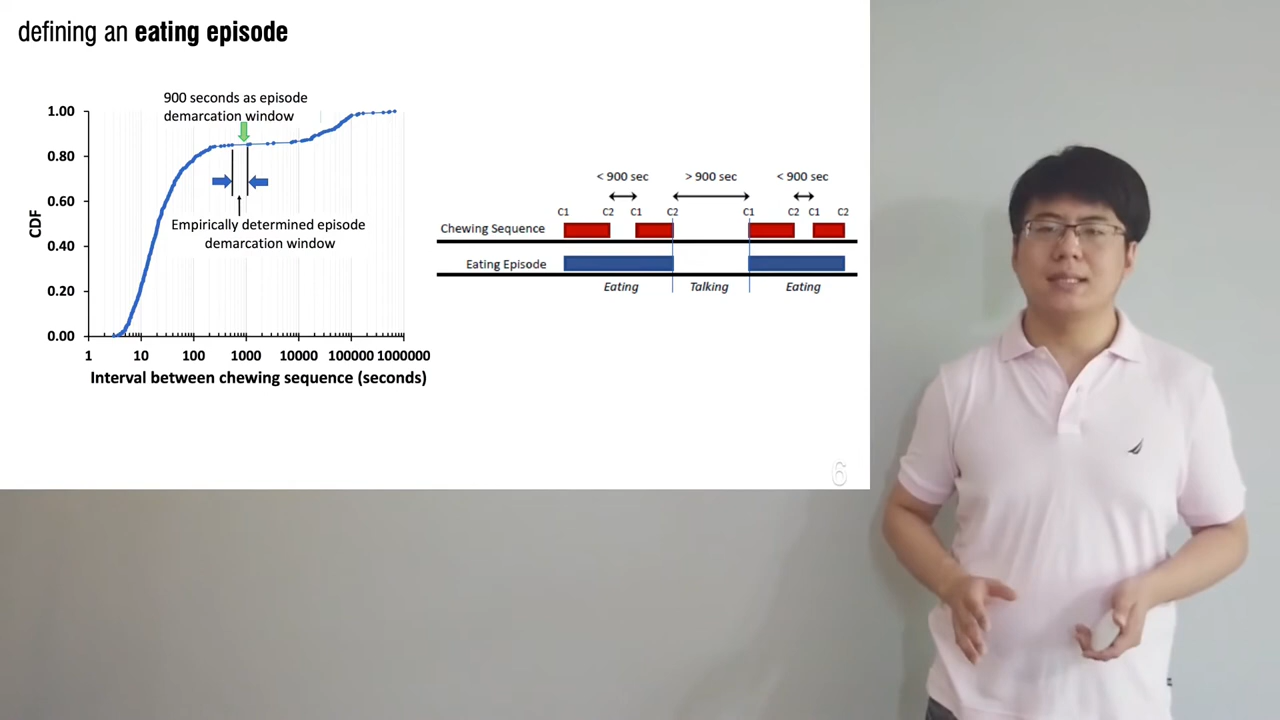 defining an eating episode
900 seconds as episode
demarcation window
1.00
0.80
0.60
0.40
0.20
0.00
CDF
Empirically determined episode
demarcation window
1 10 100 1000 10000 100000 1000000
Interval between chewing sequence (seconds)
< 900 sec > 900 sec < 900 sec
C1 C2 C1 C2 C1 C2 C1 C2
Chewing Sequence
Eating Episode
Eating Talking Eating
6